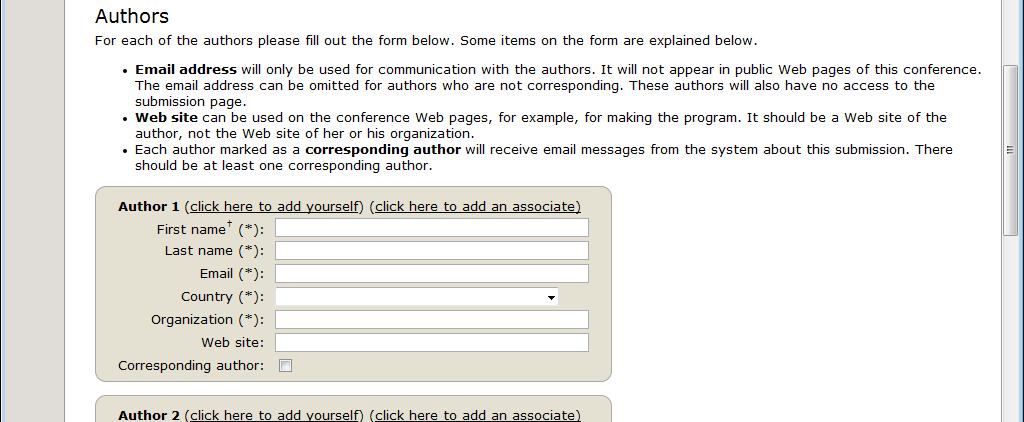 Authors
For each of the authors please fill out the form below. Some items on the form are explained below.
• Email address will only be used for communication with the authors. It will not appear in public Web pages of this conference.
The email address can be omitted for authors who are not corresponding. These authors will also have no access to the
submission page.
• Web site can be used on the conference Web pages, for example, for making the program. It should be a Web site of the
author, not the Web site of her or his organization.
• Each author marked as a corresponding author will receive email messages from the system about this submission. There
should be at least one corresponding author.
Author 1 (click here to add yourself) (click here to add an associate)
First name† (*):
Last name (*):
Email (*):
Country (*):
Organization (*):
Web site:
Corresponding author:
Author 2 (click here to add yourself) (click here to add an associate)